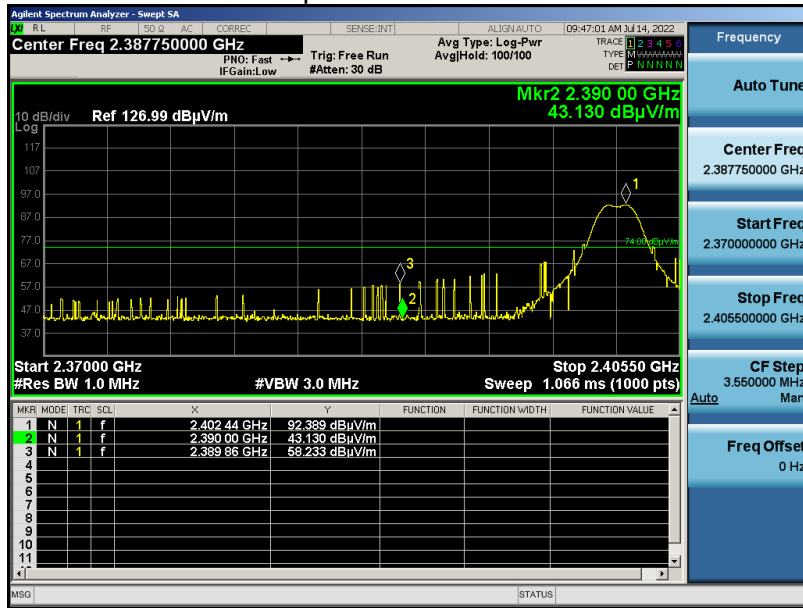 Agilent Spectrum Analyzer - Swept SA
LXI RL RF 50 Ω AC CORREC SENSE:INT ALIGNAUTO 09:47:01 AM Jul 14, 2022
Center Freq 2.387750000 GHz
PNO: Fast
IFGain:Low
Trig: Free Run
#Atten: 30 dB
Avg Type: Log-Pwr
Avg|Hold: 100/100
TRACE 1 2 3 4 5 6
TYPE M
DET P N N N N N
Mkr2 2.390 00 GHz
43.130 dBµV/m
10 dB/div Ref 126.99 dBµV/m
Log
117
107
97.0
87.0
77.0
67.0
57.0
47.0
37.0
1
74.00 dBµV/m
3
2
Start 2.37000 GHz Stop 2.40550 GHz
#Res BW 1.0 MHz #VBW 3.0 MHz Sweep 1.066 ms (1000 pts)
MKR MODE TRC SCL X Y FUNCTION FUNCTION WIDTH FUNCTION VALUE
1 N 1 f 2.402 44 GHz 92.389 dBµV/m
2 N 1 f 2.390 00 GHz 43.130 dBµV/m
3 N 1 f 2.389 86 GHz 58.233 dBµV/m
4
5
6
7
8
9
10
11
MSG STATUS
Frequency
Auto Tune
Center Freq
2.387750000 GHz
Start Freq
2.370000000 GHz
Stop Freq
2.405500000 GHz
CF Step
3.550000 MHz
Auto Man
Freq Offset
0 Hz